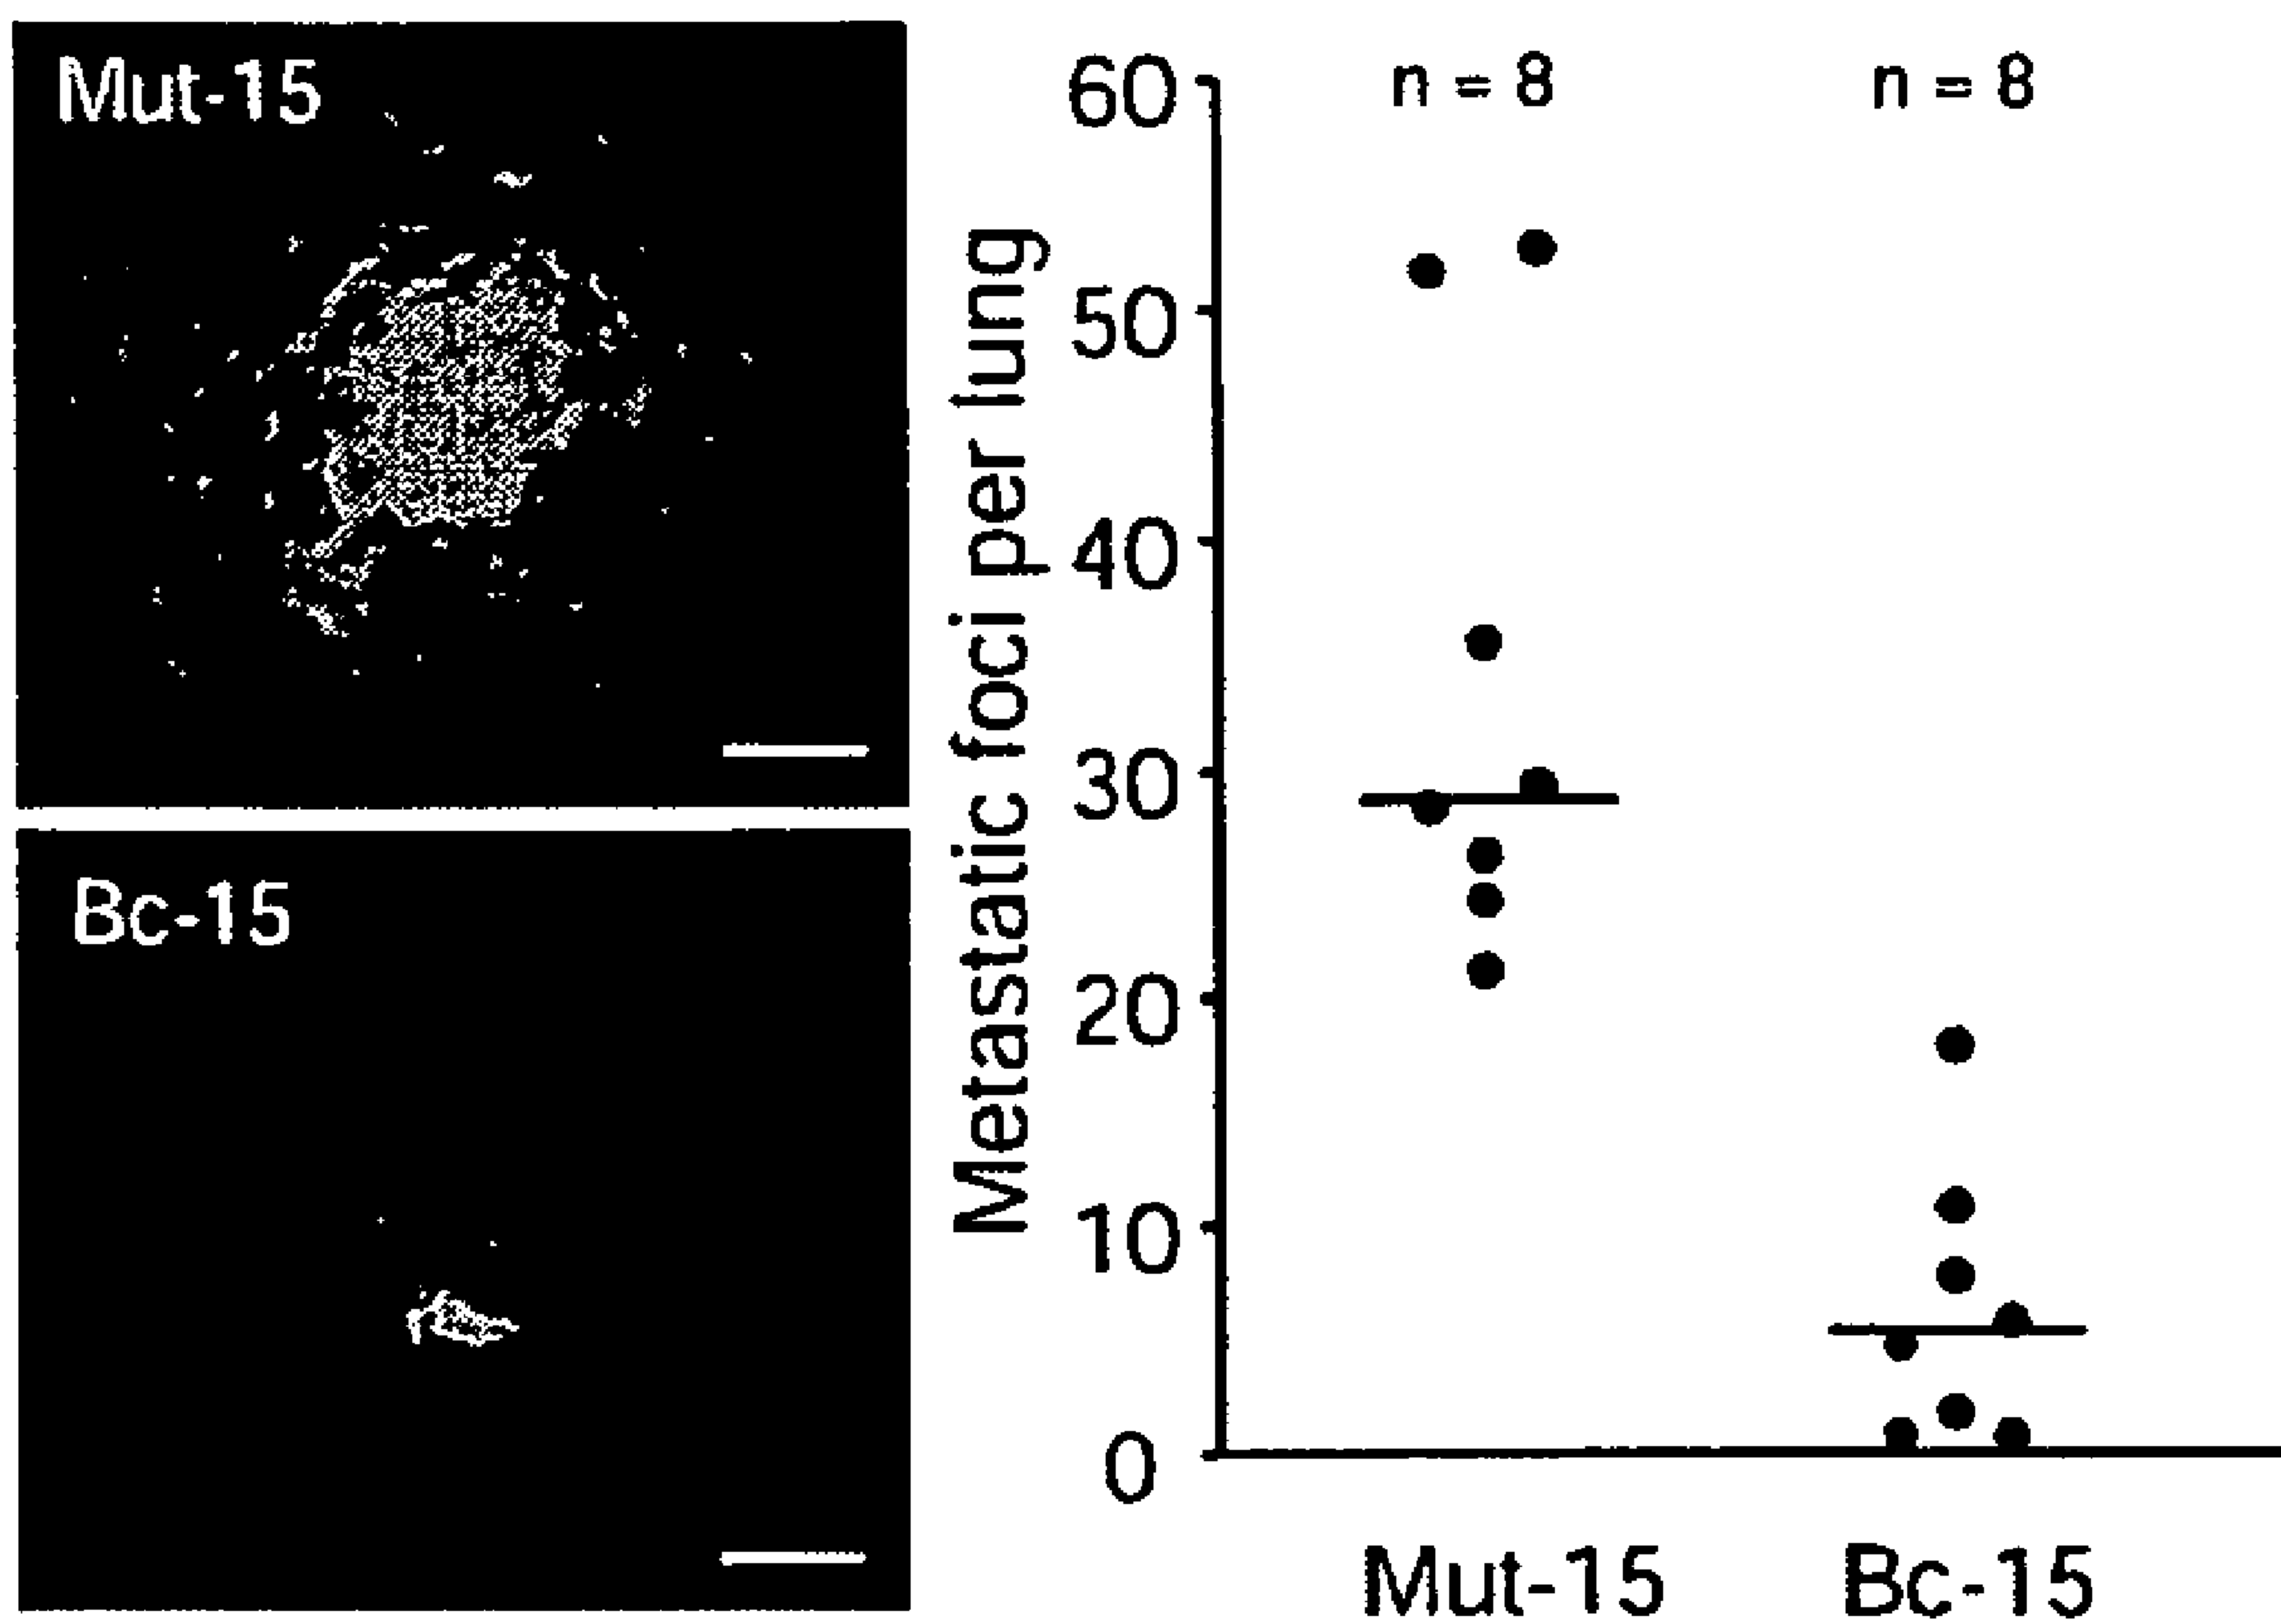 Mut-15
Bc-15
Metastatic foci per lung
60
50
40
30
20
10
0
n = 8
n = 8
Mut-15
Bc-15